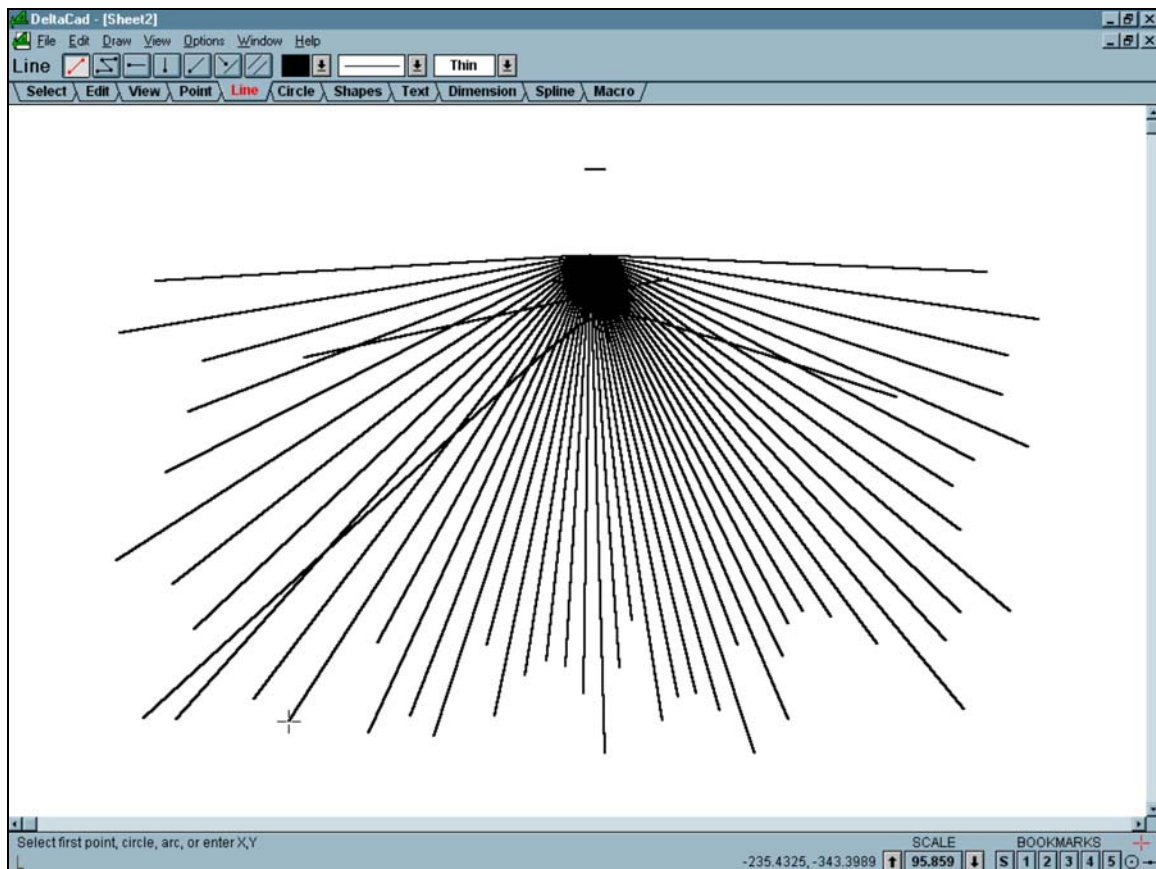 DeltaCad - [Sheet2]
File Edit Draw View Options Window Help
Line Thin
Select Edit View Point Line Circle Shapes Text Dimension Spline Macro
Select first point, circle, arc, or enter X,Y SCALE BOOKMARKS
-235.4325,-343.3989 95.859 S 1 2 3 4 5